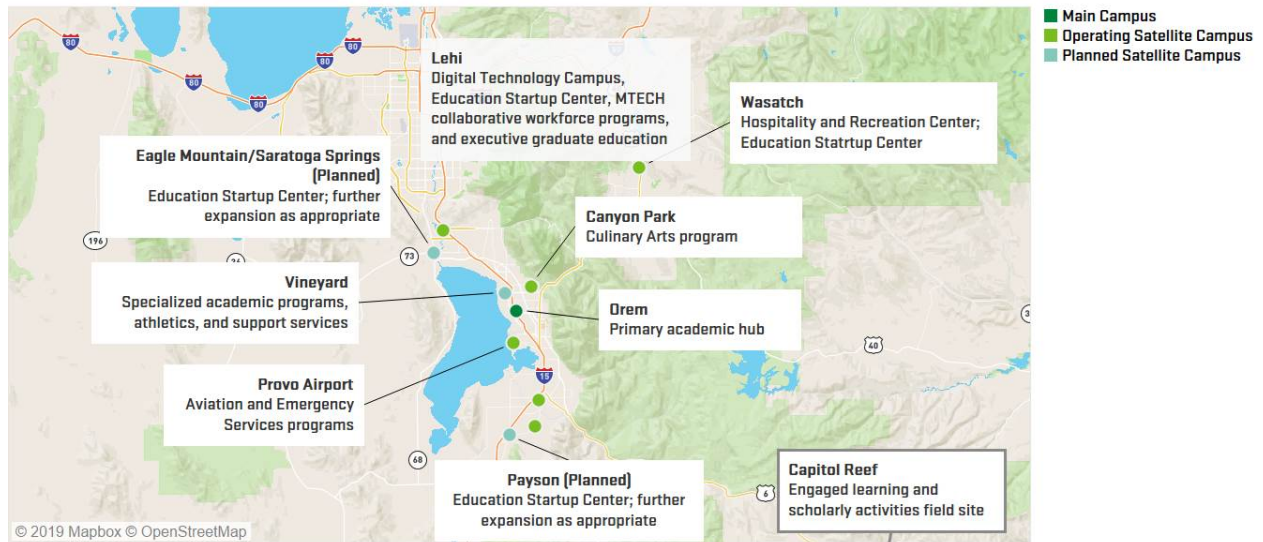 Main Campus
Operating Satellite Campus
Planned Satellite Campus
80
80
80
80
80
Lehi
Digital Technology Campus,
Education Startup Center, MTECH
collaborative workforce programs,
and executive graduate education
Wasatch
Hospitality and Recreation Center;
Education Statrtup Center
Eagle Mountain/Saratoga Springs
(Planned)
Education Startup Center; further
expansion as appropriate
Canyon Park
Culinary Arts program
196
73
Vineyard
Specialized academic programs,
athletics, and support services
Orem
Primary academic hub
40
15
Provo Airport
Aviation and Emergency
Services programs
68
Payson (Planned)
Education Startup Center; further
expansion as appropriate
6
Capitol Reef
Engaged learning and
scholarly activities field site
© 2019 Mapbox © OpenStreetMap